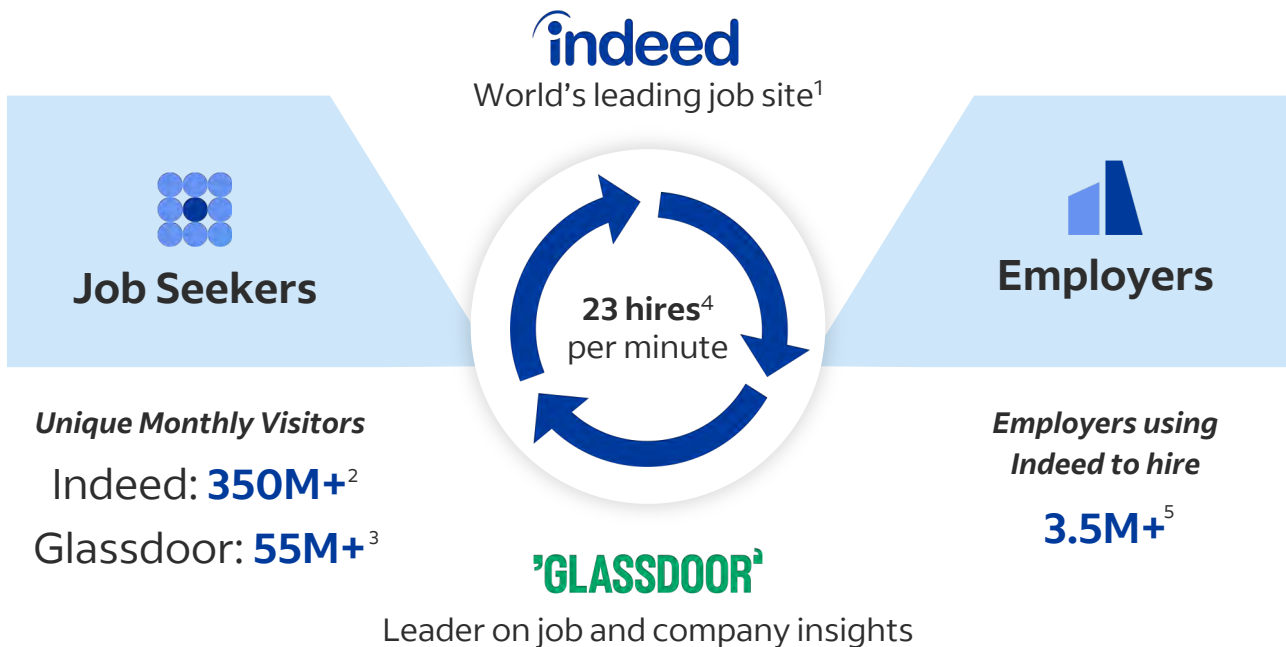 indeed
World's leading job site¹
Job Seekers
Unique Monthly Visitors
Indeed: 350M+²
Glassdoor: 55M+³
23 hires⁴
per minute
Employers
Employers using
Indeed to hire
3.5M+⁵
'GLASSDOOR'
Leader on job and company insights